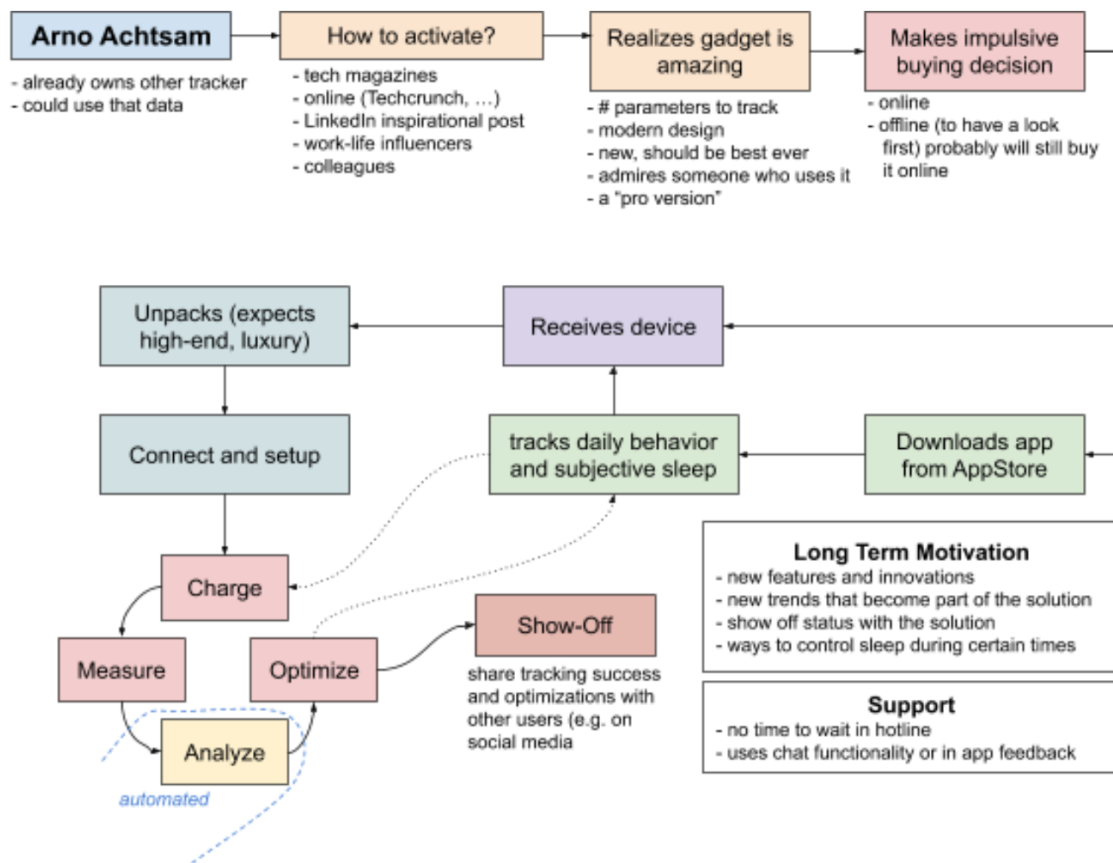 Arno Achtsam
- already owns other tracker
- could use that data
How to activate?
- tech magazines
- online (Techcrunch, ...)
- LinkedIn inspirational post
- work-life influencers
- colleagues
Realizes gadget is
amazing
- # parameters to track
- modern design
- new, should be best ever
- admires someone who uses it
- a “pro version”
Makes impulsive
buying decision
- online
- offline (to have a look
first) probably will still buy
it online
Unpacks (expects
high-end, luxury)
Receives device
Connect and setup
tracks daily behavior
and subjective sleep
Downloads app
from AppStore
Charge
Measure
Optimize
Analyze
automated
Show-Off
share tracking success
and optimizations with
other users (e.g. on
social media
Long Term Motivation
- new features and innovations
- new trends that become part of the solution
- show off status with the solution
- ways to control sleep during certain times
Support
- no time to wait in hotline
- uses chat functionality or in app feedback